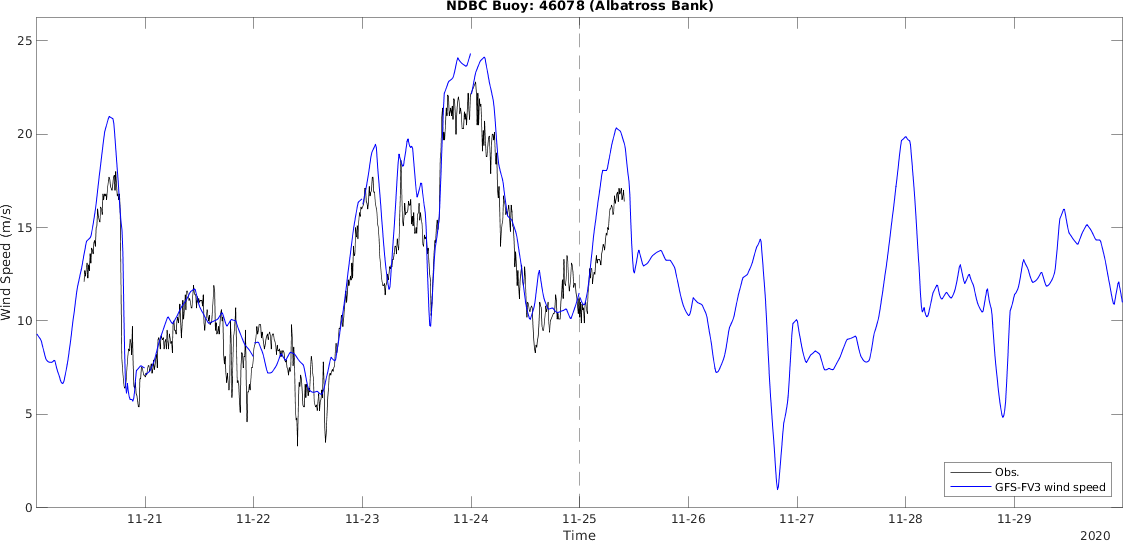 NDBC Buoy: 46078 (Albatross Bank)
Wind Speed (m/s)
25
20
15
10
5
0
11-21 11-22 11-23 11-24 11-25 11-26 11-27 11-28 11-29
Time
2020
Obs.
GFS-FV3 wind speed